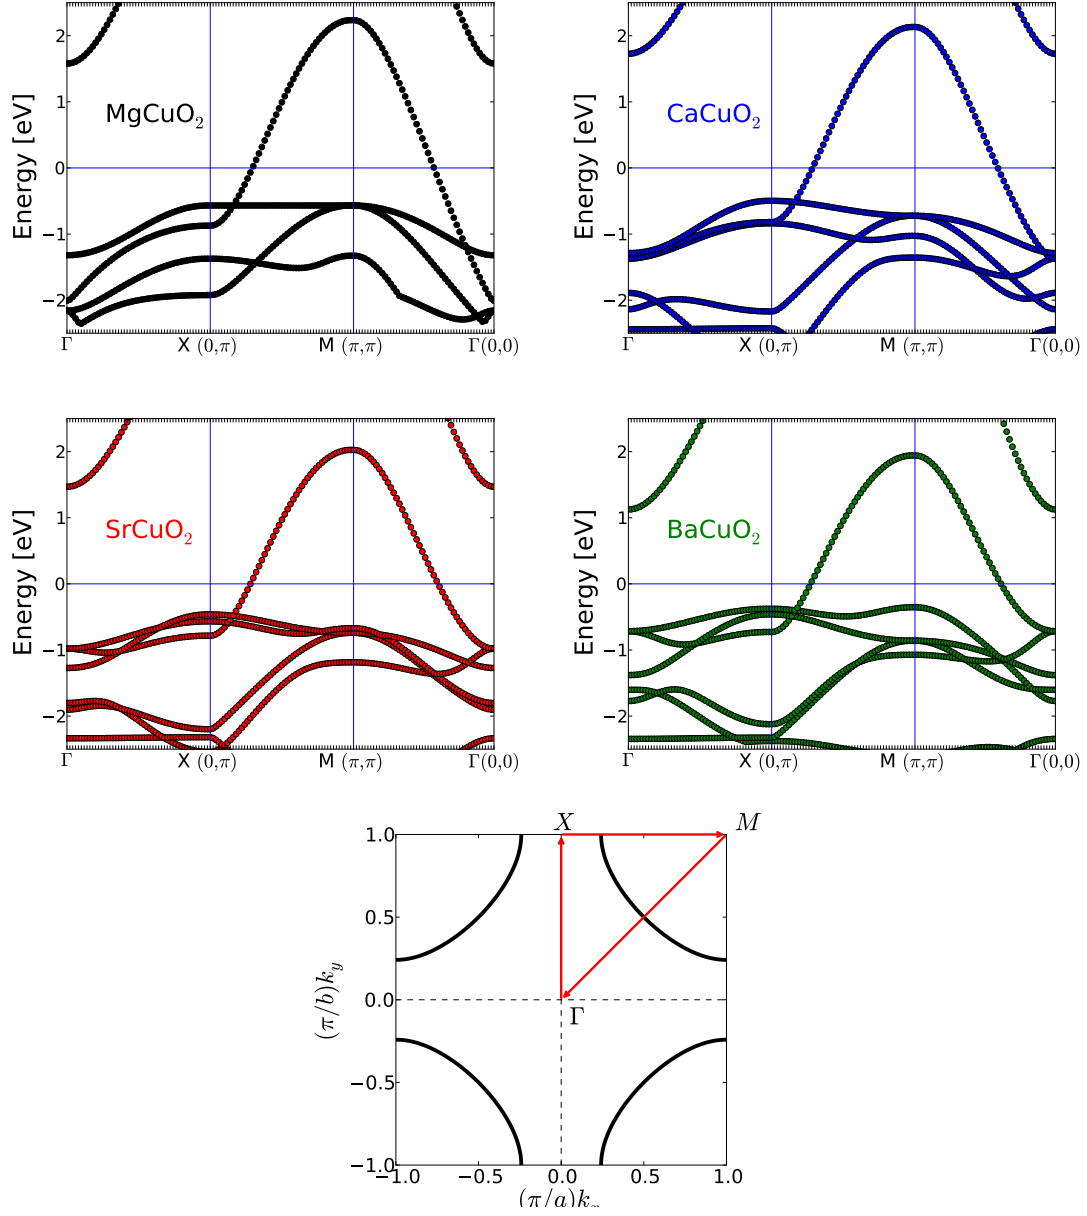 Energy [eV]
2
1
0
−1
−2
MgCuO₂
Γ
X (0,π)
M (π,π)
Γ(0,0)
Energy [eV]
2
1
0
−1
−2
CaCuO₂
Γ
X (0,π)
M (π,π)
Γ(0,0)
Energy [eV]
2
1
0
−1
−2
SrCuO₂
Γ
X (0,π)
M (π,π)
Γ(0,0)
Energy [eV]
2
1
0
−1
−2
BaCuO₂
Γ
X (0,π)
M (π,π)
Γ(0,0)
X
M
Γ
(π/b)k_y
1.0
0.5
0.0
−0.5
−1.0
−1.0
−0.5
0.0
0.5
1.0
(π/a)k